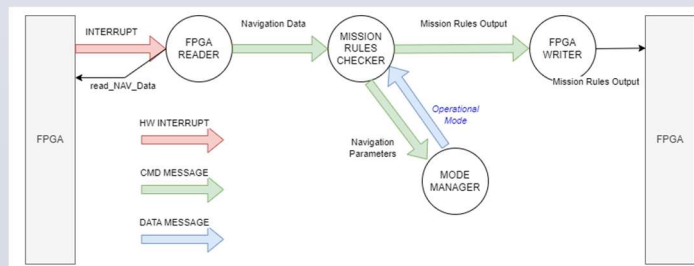 INTERRUPT
FPGA
READER
Navigation Data
MISSION
RULES
CHECKER
Mission Rules Output
FPGA
WRITER
read_NAV_Data
Mission Rules Output
Operational
Mode
FPGA
HW INTERRUPT
Navigation
Parameters
FPGA
CMD MESSAGE
MODE
MANAGER
DATA MESSAGE